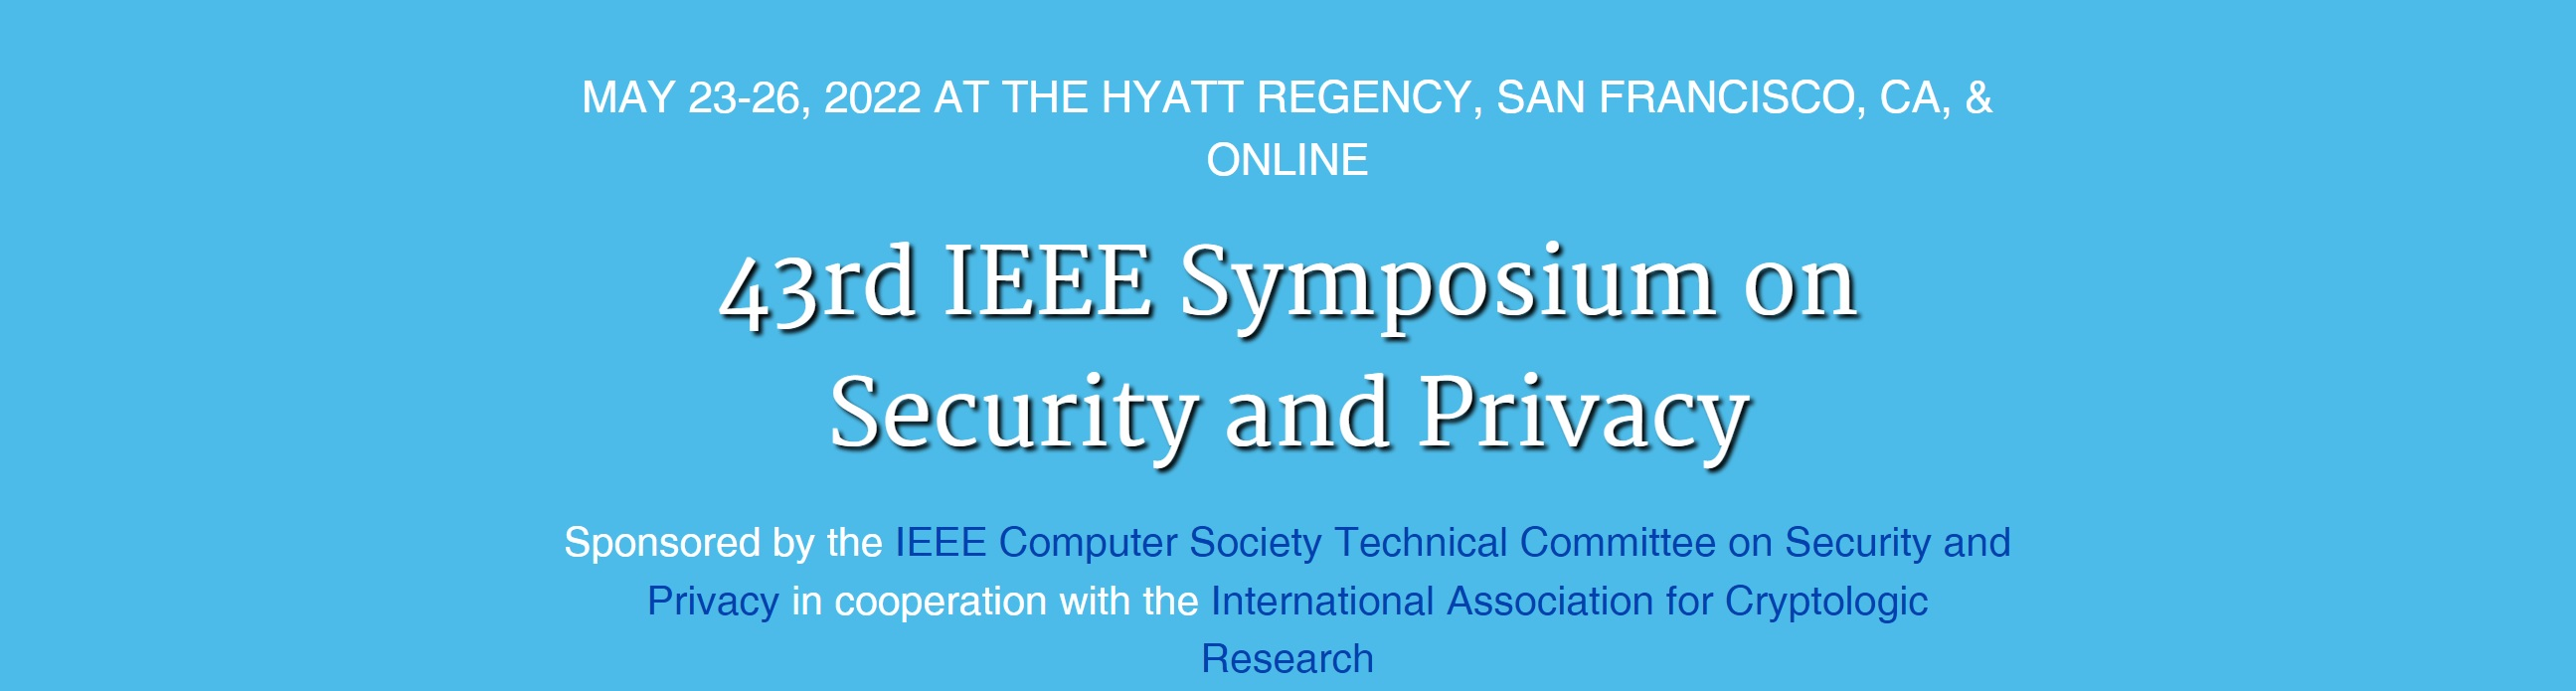 MAY 23-26, 2022 AT THE HYATT REGENCY, SAN FRANCISCO, CA, &
ONLINE
43rd IEEE Symposium on
Security and Privacy
Sponsored by the IEEE Computer Society Technical Committee on Security and
Privacy in cooperation with the International Association for Cryptologic
Research